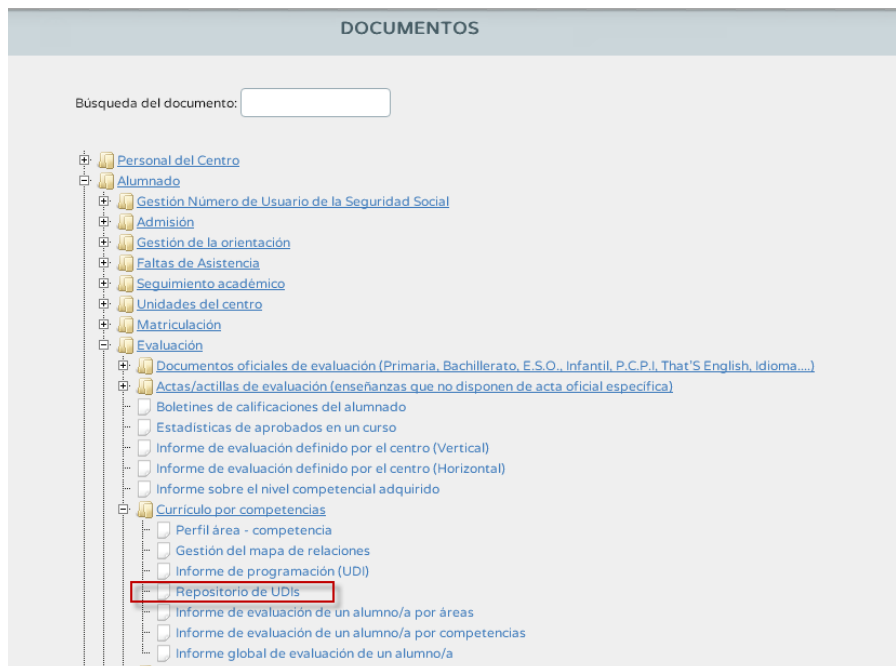 DOCUMENTOS
Búsqueda del documento:
Personal del Centro
Alumnado
Gestión Número de Usuario de la Seguridad Social
Admisión
Gestión de la orientación
Faltas de Asistencia
Seguimiento académico
Unidades del centro
Matriculación
Evaluación
Documentos oficiales de evaluación (Primaria, Bachillerato, E.S.O., Infantil, P.C.P.I, That'S English, Idioma....)
Actas/actillas de evaluación (enseñanzas que no disponen de acta oficial específica)
Boletines de calificaciones del alumnado
Estadísticas de aprobados en un curso
Informe de evaluación definido por el centro (Vertical)
Informe de evaluación definido por el centro (Horizontal)
Informe sobre el nivel competencial adquirido
Currículo por competencias
Perfil área - competencia
Gestión del mapa de relaciones
Informe de programación (UDI)
Repositorio de UDIs
Informe de evaluación de un alumno/a por áreas
Informe de evaluación de un alumno/a por competencias
Informe global de evaluación de un alumno/a